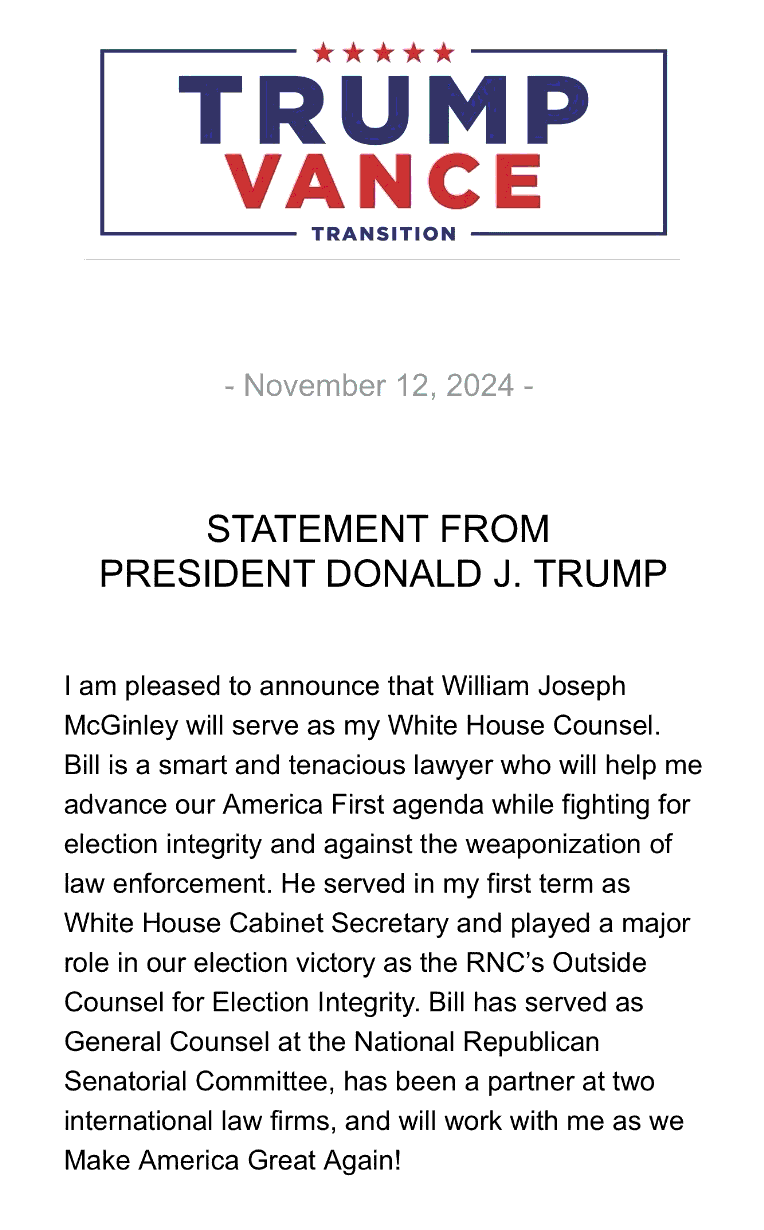 TRUMP
VANCE
TRANSITION
- November 12, 2024 -
STATEMENT FROM
PRESIDENT DONALD J. TRUMP
I am pleased to announce that William Joseph
McGinley will serve as my White House Counsel.
Bill is a smart and tenacious lawyer who will help me
advance our America First agenda while fighting for
election integrity and against the weaponization of
law enforcement. He served in my first term as
White House Cabinet Secretary and played a major
role in our election victory as the RNC’s Outside
Counsel for Election Integrity. Bill has served as
General Counsel at the National Republican
Senatorial Committee, has been a partner at two
international law firms, and will work with me as we
Make America Great Again!